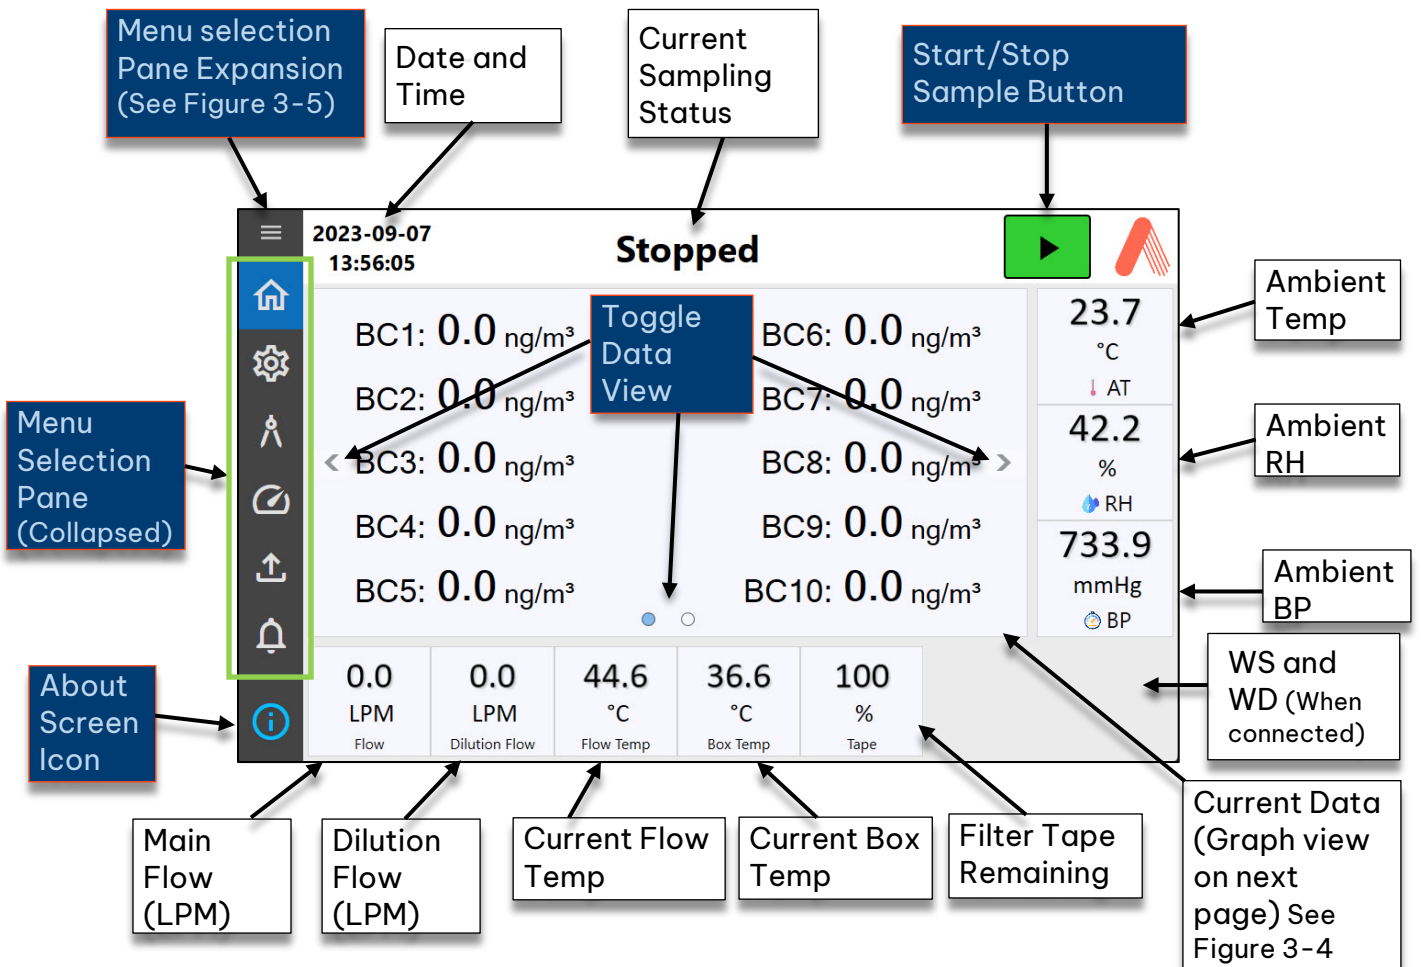 Menu selection
Pane Expansion
(See Figure 3-5)
Date and
Time
Current
Sampling
Status
Start/Stop
Sample Button
2023-09-07
13:56:05
Stopped
BC1: 0.0 ng/m³
BC2: 0.0 ng/m³
BC3: 0.0 ng/m³
BC4: 0.0 ng/m³
BC5: 0.0 ng/m³
Toggle
Data
View
BC6: 0.0 ng/m³
BC7: 0.0 ng/m³
BC8: 0.0 ng/m³
BC9: 0.0 ng/m³
BC10: 0.0 ng/m³
23.7
°C
AT
42.2
%
RH
733.9
mmHg
BP
Ambient
Temp
Ambient
RH
Ambient
BP
WS and
WD (When
connected)
Menu
Selection
Pane
(Collapsed)
About
Screen
Icon
0.0
LPM
Flow
0.0
LPM
Dilution Flow
44.6
°C
Flow Temp
36.6
°C
Box Temp
100
%
Tape
Main
Flow
(LPM)
Dilution
Flow
(LPM)
Current Flow
Temp
Current Box
Temp
Filter Tape
Remaining
Current Data
(Graph view
on next
page) See
Figure 3-4